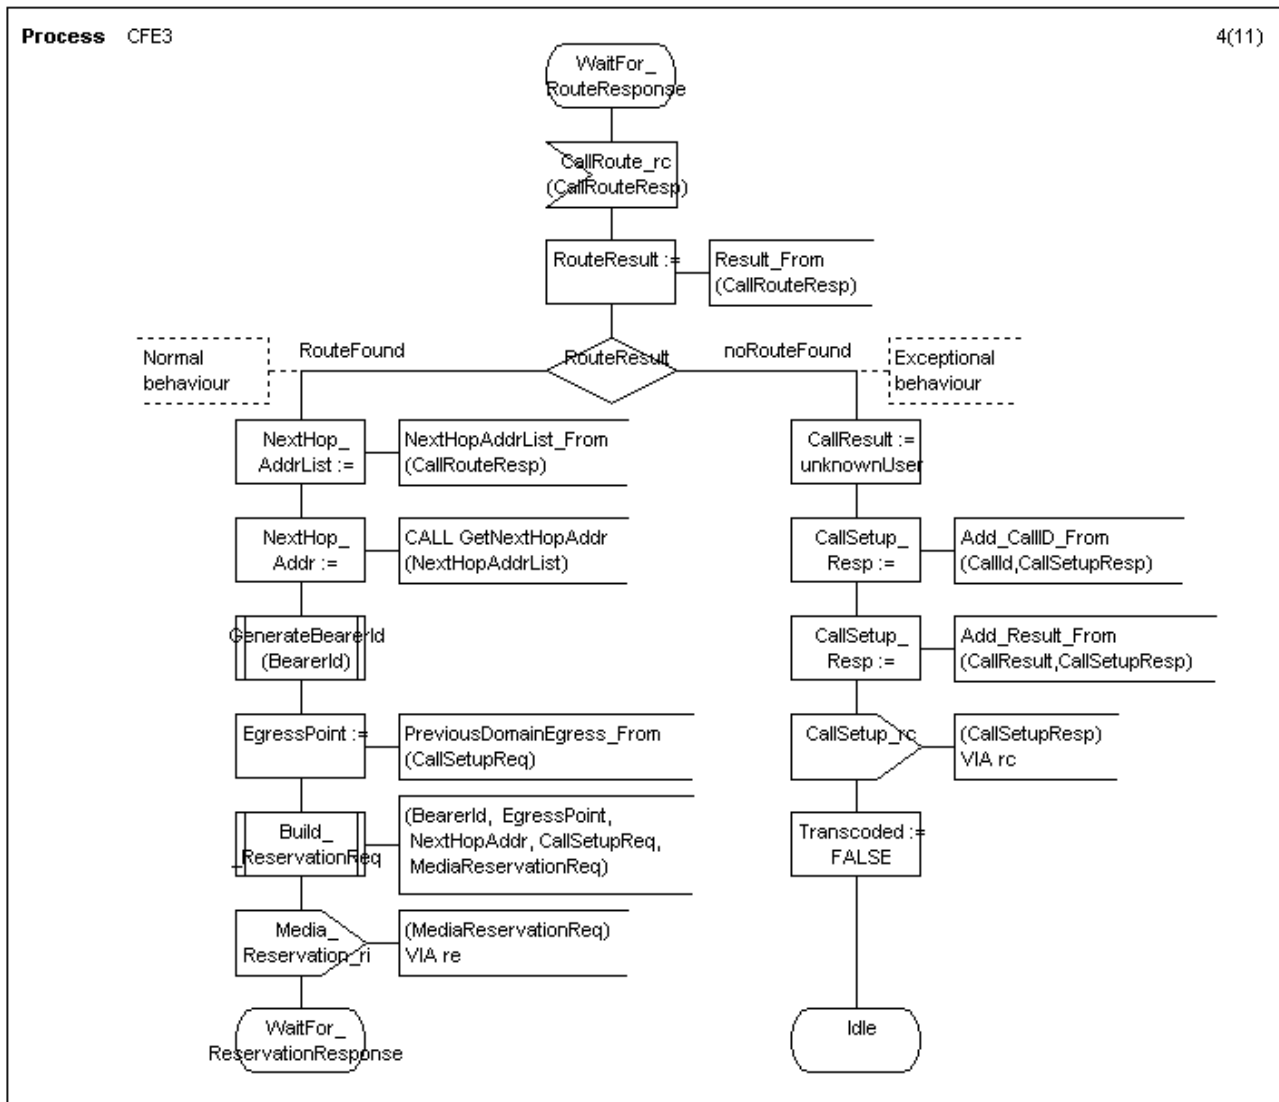 Process CFE3 4(11)
WaitFor_
RouteResponse
CallRoute_rc
(CallRouteResp)
RouteResult :=
Result_From
(CallRouteResp)
Normal
behaviour
RouteFound
RouteResult
noRouteFound
Exceptional
behaviour
NextHop_
AddrList :=
NextHopAddrList_From
(CallRouteResp)
NextHop_
Addr :=
CALL GetNextHopAddr
(NextHopAddrList)
GenerateBearerId
(BearerId)
EgressPoint :=
PreviousDomainEgress_From
(CallSetupReq)
Build_
_ReservationReq
(BearerId, EgressPoint,
NextHopAddr, CallSetupReq,
MediaReservationReq)
Media_
Reservation_ri
(MediaReservationReq)
VIA re
WaitFor_
ReservationResponse
CallResult :=
unknownUser
CallSetup_
Resp :=
Add_CallID_From
(CallId,CallSetupResp)
CallSetup_
Resp :=
Add_Result_From
(CallResult,CallSetupResp)
CallSetup_rc
(CallSetupResp)
VIA rc
Transcoded :=
FALSE
Idle